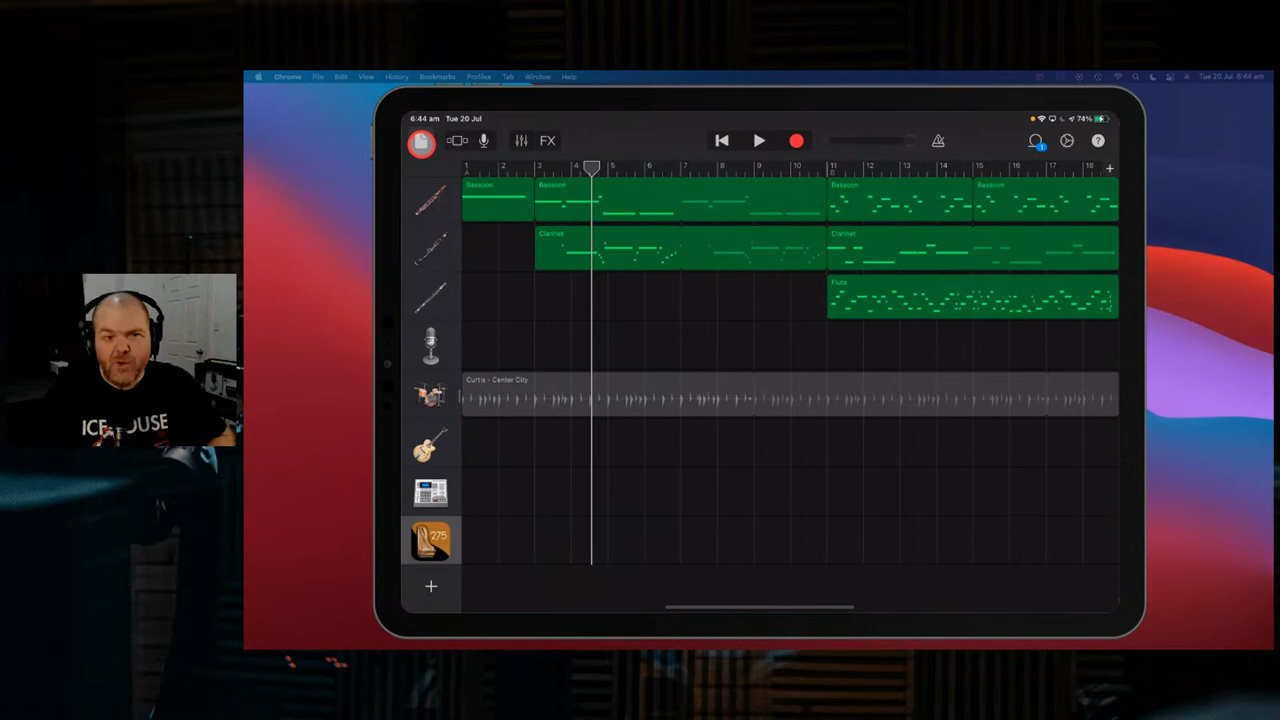 Chrome File Edit View History Bookmarks Profiles Tab Window Help
Tue 20 Jul 6:44 am
6:44 am Tue 20 Jul
74%
FX
1
?
1 2 3 4 5 6 7 8 9 10 11 12 13 14 15 16 17 18 +
A B
Bassoon Bassoon Bassoon Bassoon
Clarinet Clarinet
Flute
Curtis - Center City
275
+
ICEHOUSE